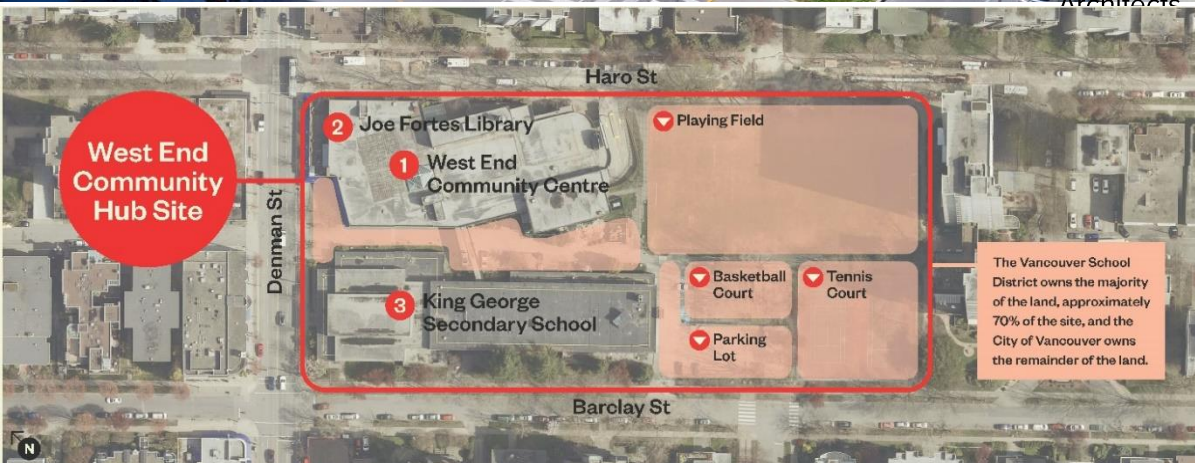 Architects
Haro St
West End
Community
Hub Site
Denman St
2 Joe Fortes Library
1 West End
Community Centre
3 King George
Secondary School
Playing Field
Basketball
Court
Tennis
Court
Parking
Lot
Barclay St
The Vancouver School
District owns the majority
of the land, approximately
70% of the site, and the
City of Vancouver owns
the remainder of the land.
N